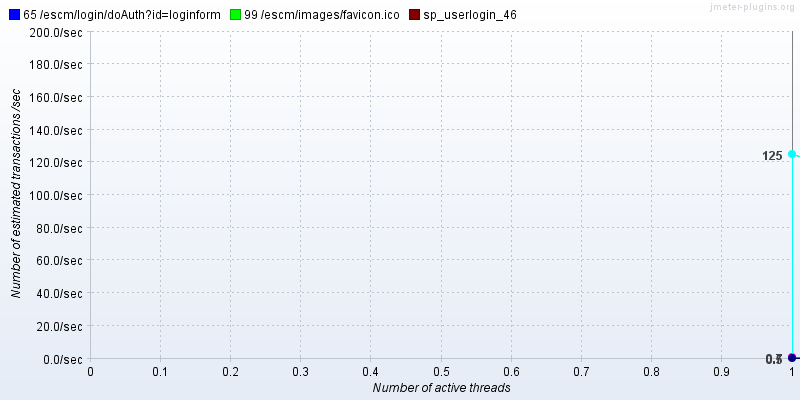 65 /escm/login/doAuth?id=loginform 99 /escm/images/favicon.ico sp_userlogin_46
jmeter-plugins.org
200.0/sec
180.0/sec
160.0/sec
140.0/sec
120.0/sec
100.0/sec
80.0/sec
60.0/sec
40.0/sec
20.0/sec
0.0/sec
Number of estimated transactions /sec
125
0 0.1 0.2 0.3 0.4 0.5 0.6 0.7 0.8 0.9 1
Number of active threads